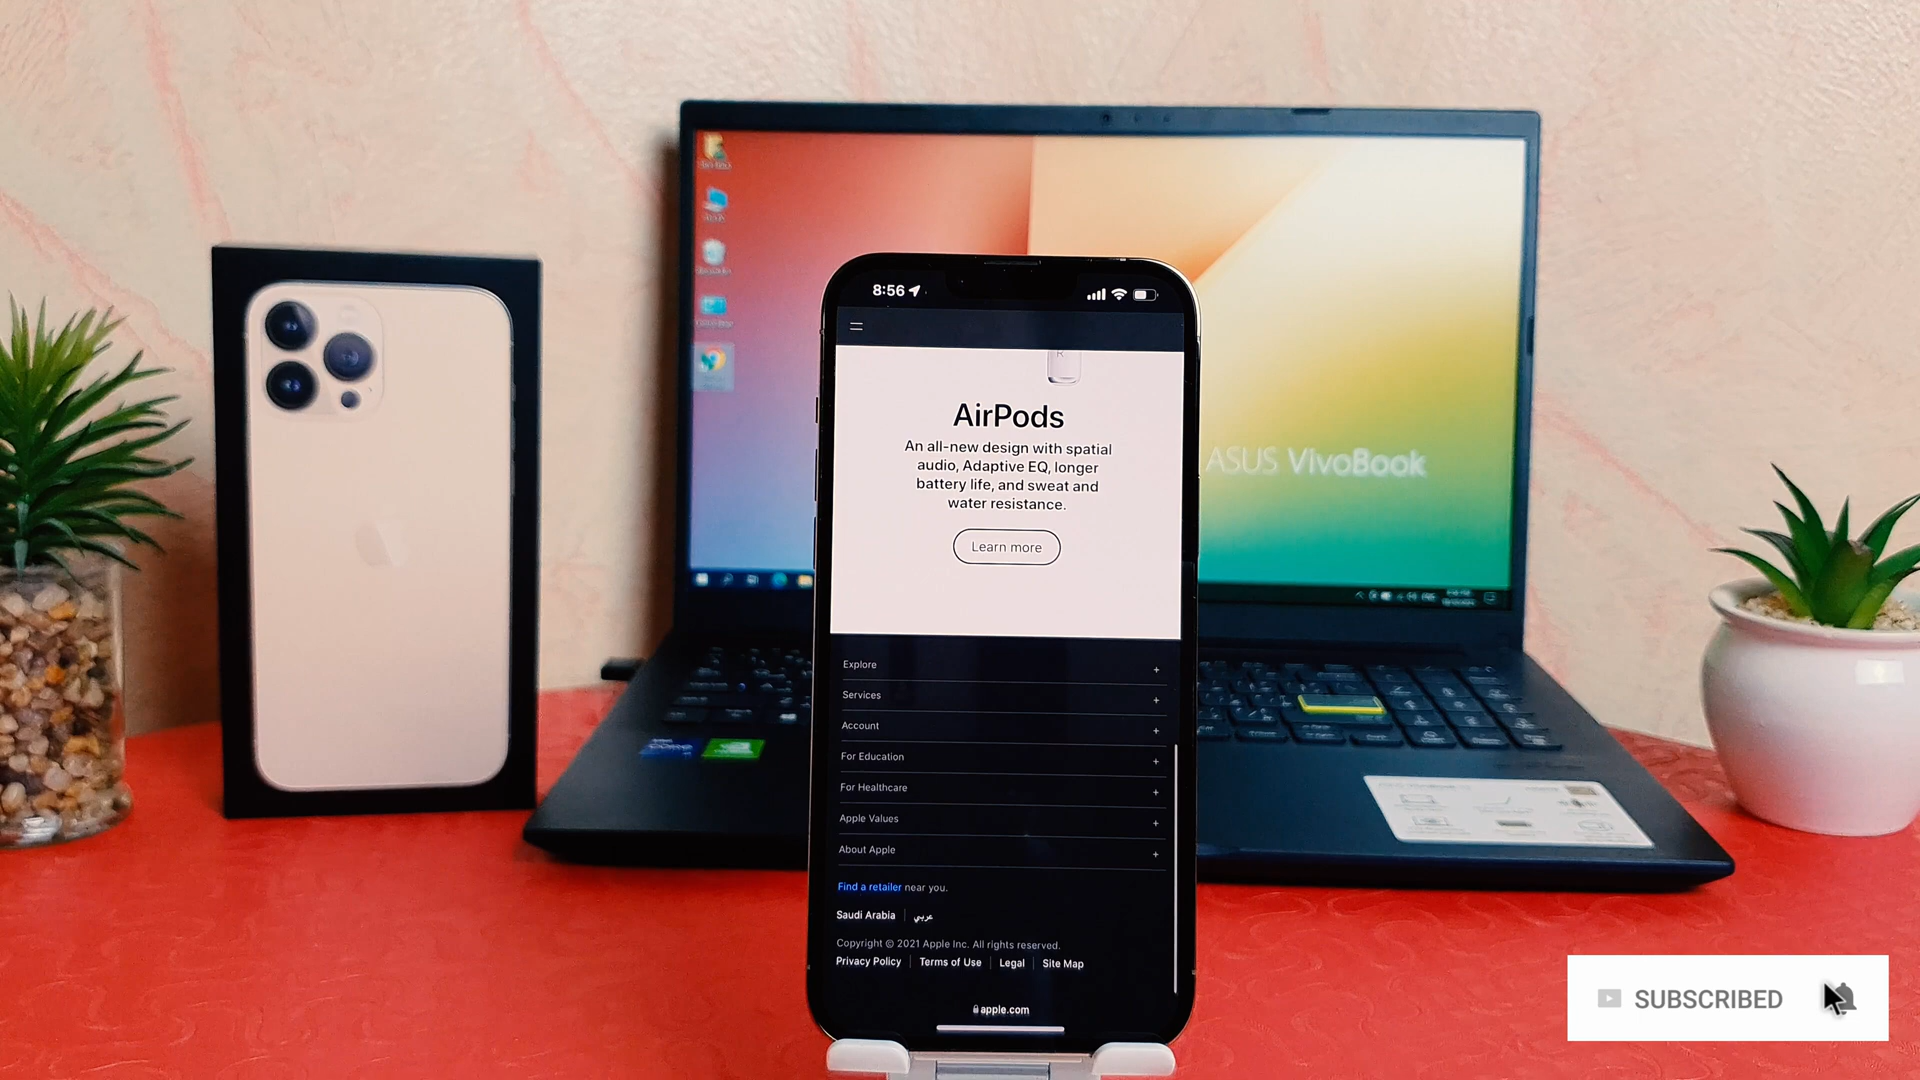 8:56
R
AirPods
An all-new design with spatial
audio, Adaptive EQ, longer
battery life, and sweat and
water resistance.
Learn more
Explore
Services
Account
For Education
For Healthcare
Apple Values
About Apple
Find a retailer near you.
Saudi Arabia
عربي
Copyright © 2021 Apple Inc. All rights reserved.
Privacy Policy
Terms of Use
Legal
Site Map
apple.com
ASUS VivoBook
SUBSCRIBED